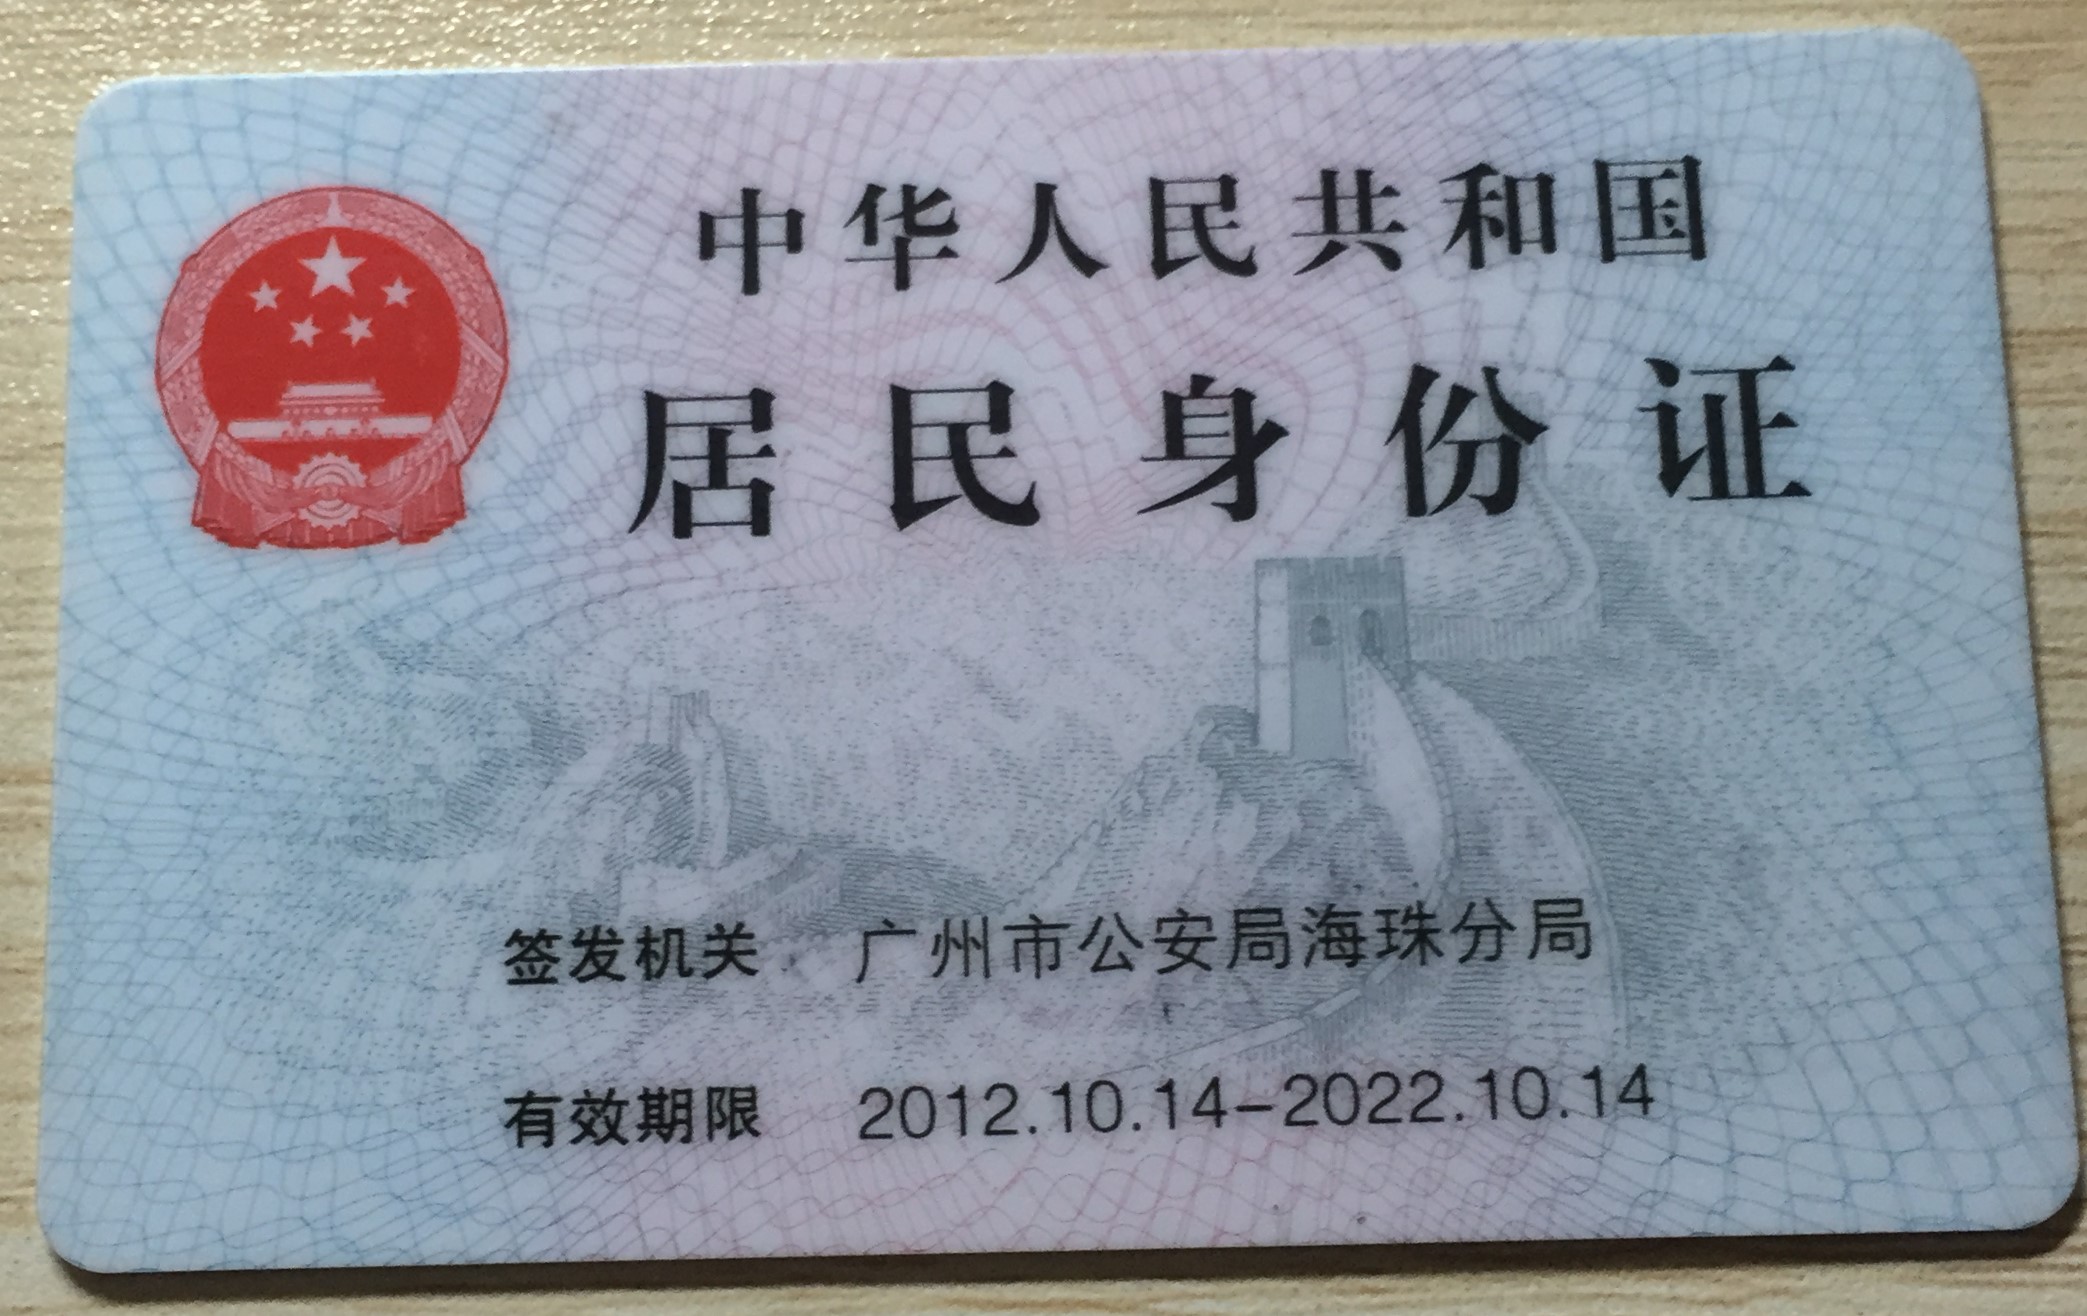 中华人民共和国
居民身份证
签发机关 广州市公安局海珠分局
有效期限 2012.10.14-2022.10.14